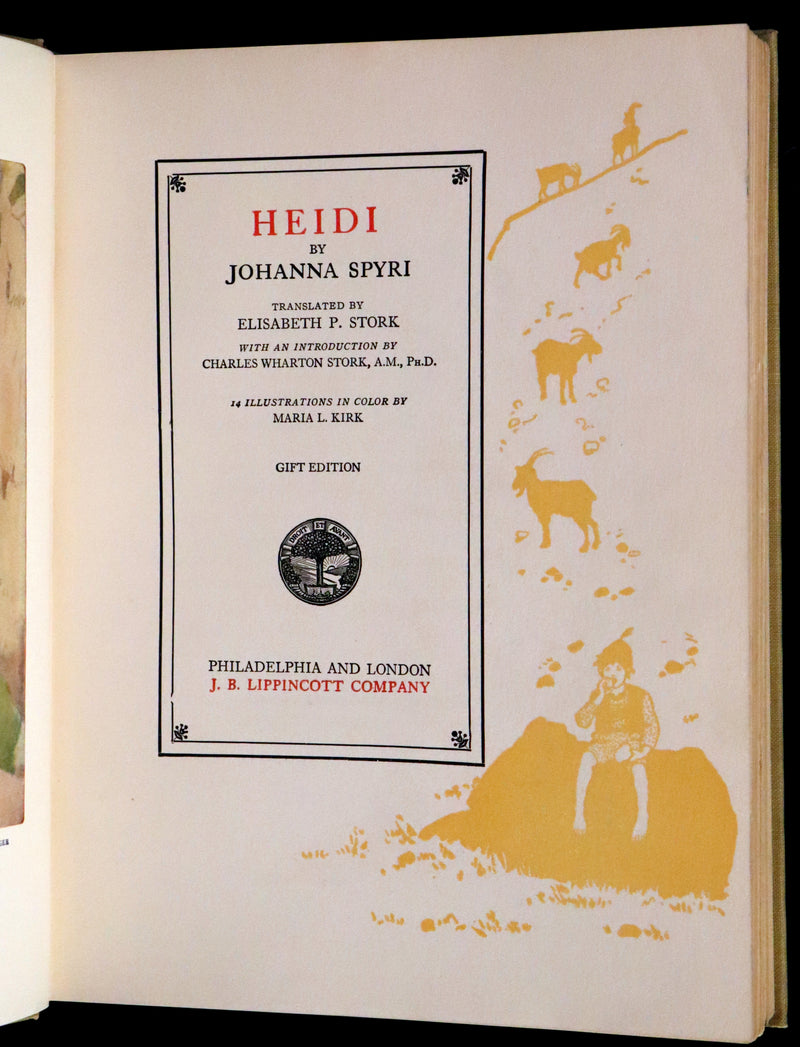 HEIDI
BY
JOHANNA SPYRI
TRANSLATED BY
ELISABETH P. STORK
WITH AN INTRODUCTION BY
CHARLES WHARTON STORK, A.M., PH.D.
14 ILLUSTRATIONS IN COLOR BY
MARIA L. KIRK
GIFT EDITION
DROIT ET AVANT
PHILADELPHIA AND LONDON
J. B. LIPPINCOTT COMPANY